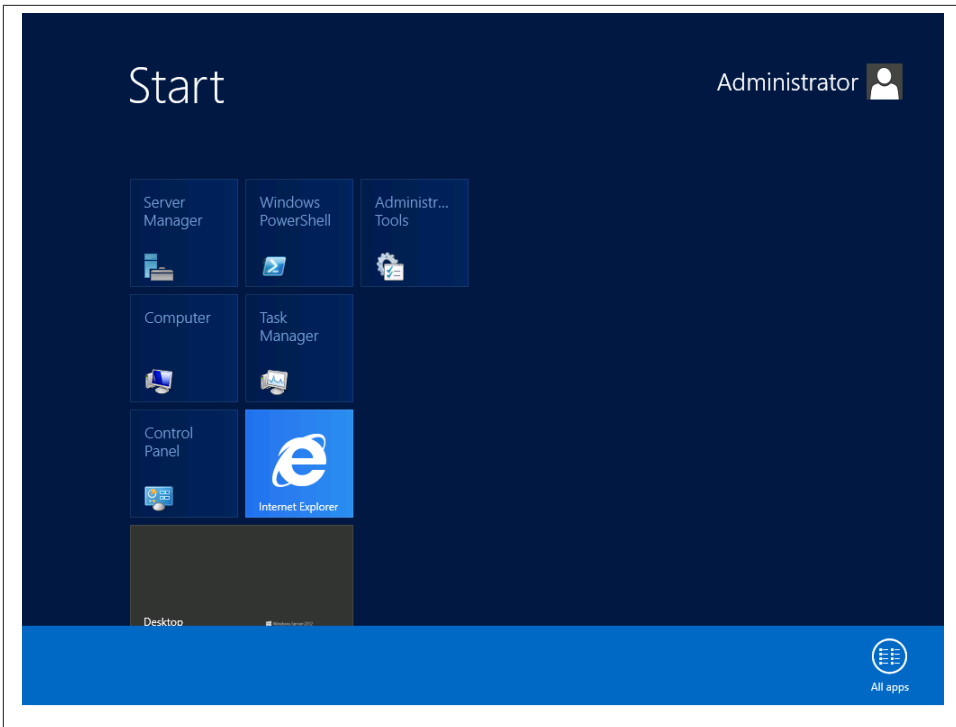 Start
Administrator
Server
Manager
Windows
PowerShell
Administr...
Tools
Computer
Task
Manager
Control
Panel
Internet Explorer
Desktop
Windows Server 2012
All apps